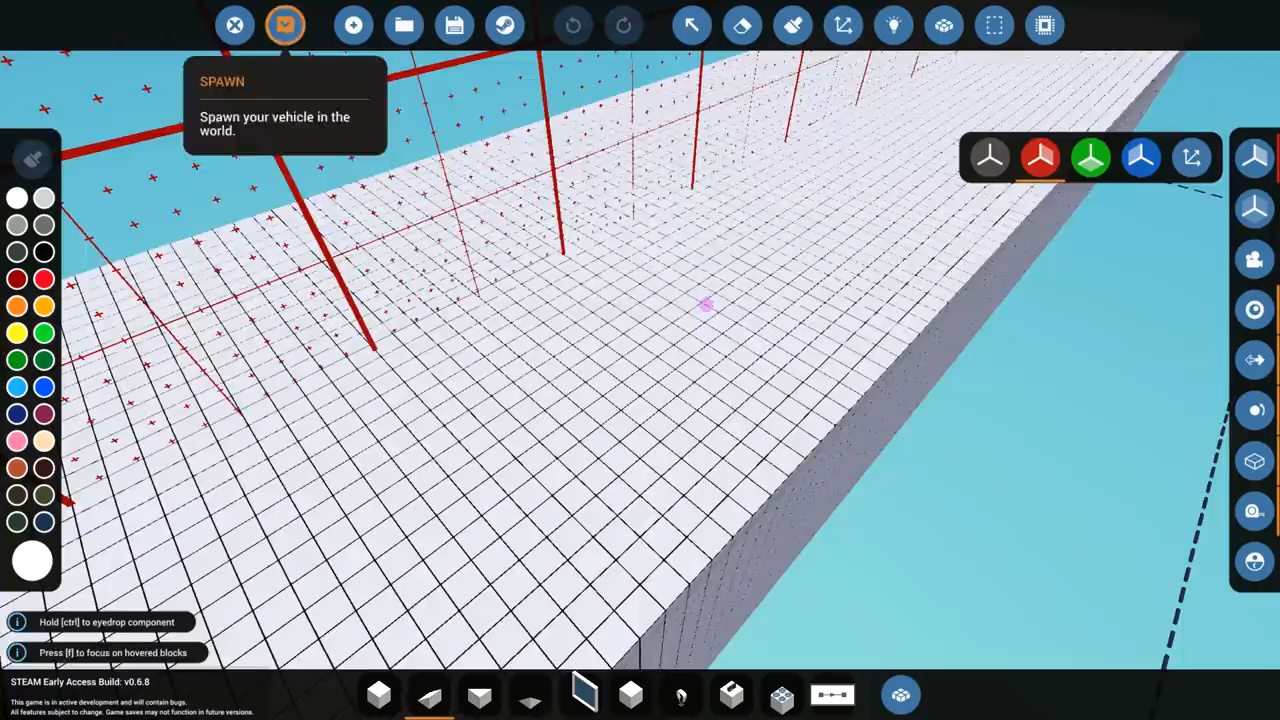 SPAWN
Spawn your vehicle in the
world.
Hold [ctrl] to eyedrop component
Press [f] to focus on hovered blocks
STEAM Early Access Build: v0.6.8
This game is in active development and will contain bugs.
All features subject to change. Game saves may not function in future versions.